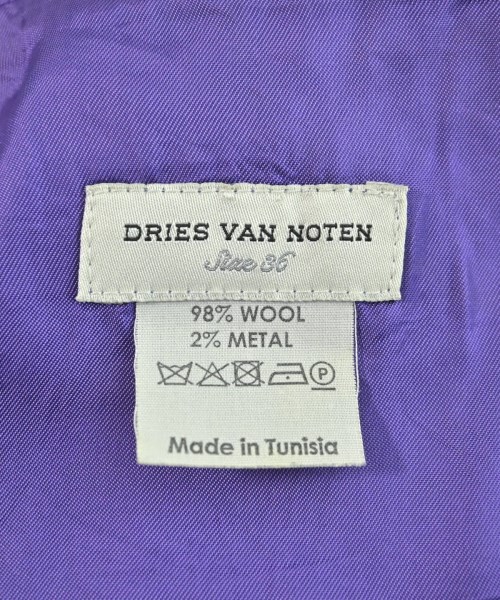 DRIES VAN NOTEN
Size 36
98% WOOL
2% METAL
P
Made in Tunisia